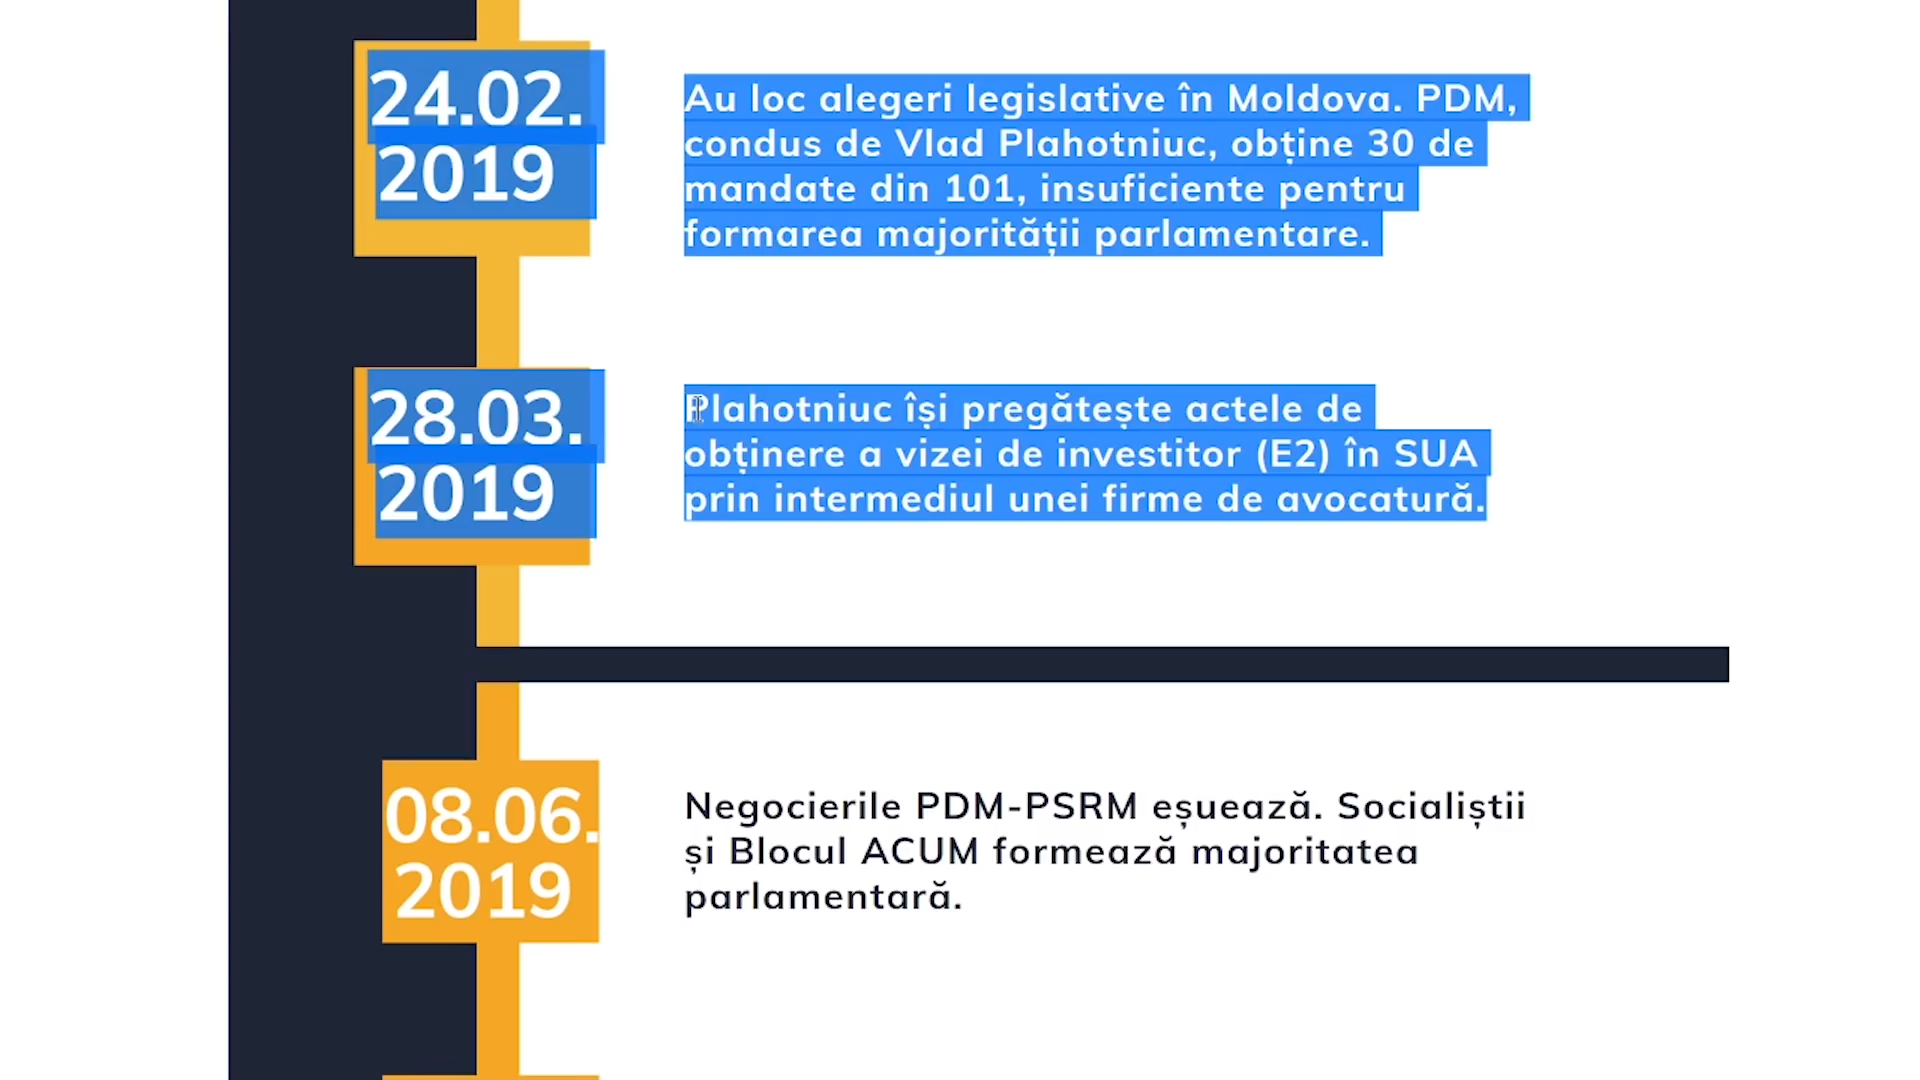 24.02.
2019
Au loc alegeri legislative în Moldova. PDM,
condus de Vlad Plahotniuc, obține 30 de
mandate din 101, insuficiente pentru
formarea majorității parlamentare.
28.03.
2019
Plahotniuc își pregătește actele de
obținere a vizei de investitor (E2) în SUA
prin intermediul unei firme de avocatură.
08.06.
2019
Negocierile PDM-PSRM eșuează. Socialiștii
și Blocul ACUM formează majoritatea
parlamentară.